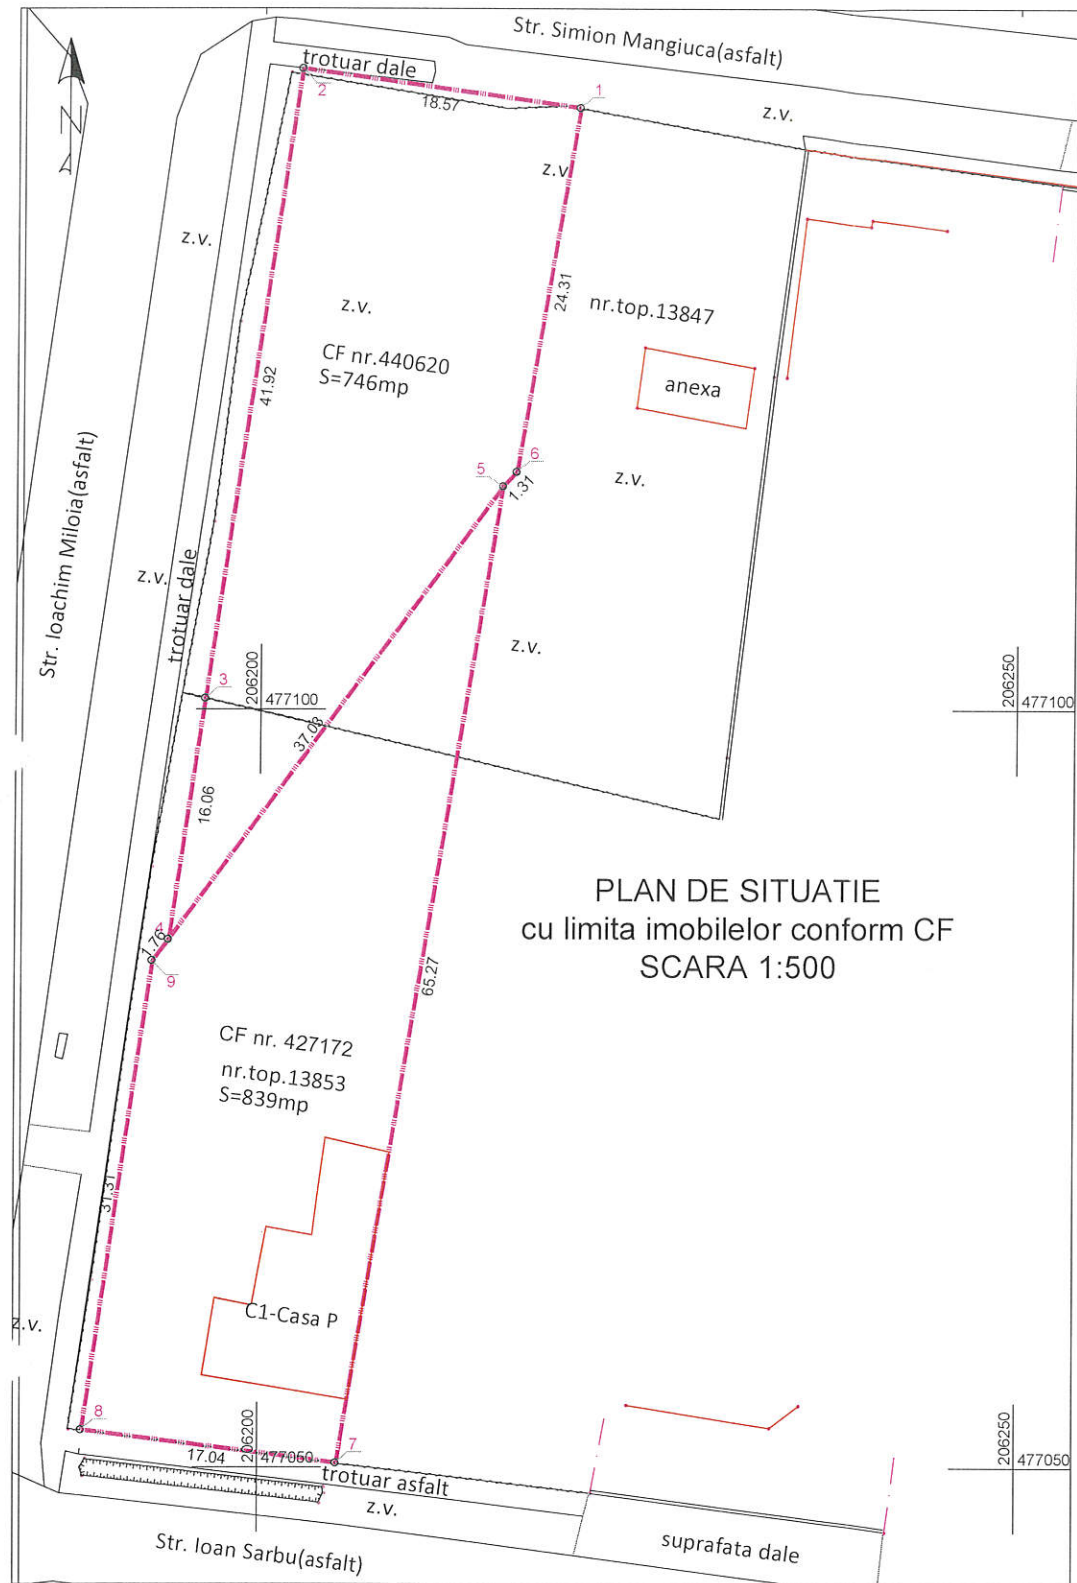 Str. Simion Mangiuca(asfalt)
trotuar dale
2
18.57
1
z.v.
z.v.
N
z.v.
24.31
z.v.
nr.top.13847
CF nr.440620
S=746mp
anexa
41.92
Str. Ioachim Miloia(asfalt)
5
6
1.31
z.v.
z.v.
trotuar dale
z.v.
3
206200
477100
206250
477100
37.03
16.06
PLAN DE SITUATIE
cu limita imobilelor conform CF
SCARA 1:500
4
1.76
9
65.27
CF nr. 427172
nr.top.13853
S=839mp
31.31
C1-Casa P
z.v.
8
206200
477050
17.04
7
206250
477050
trotuar asfalt
z.v.
Str. Ioan Sarbu(asfalt)
suprafata dale